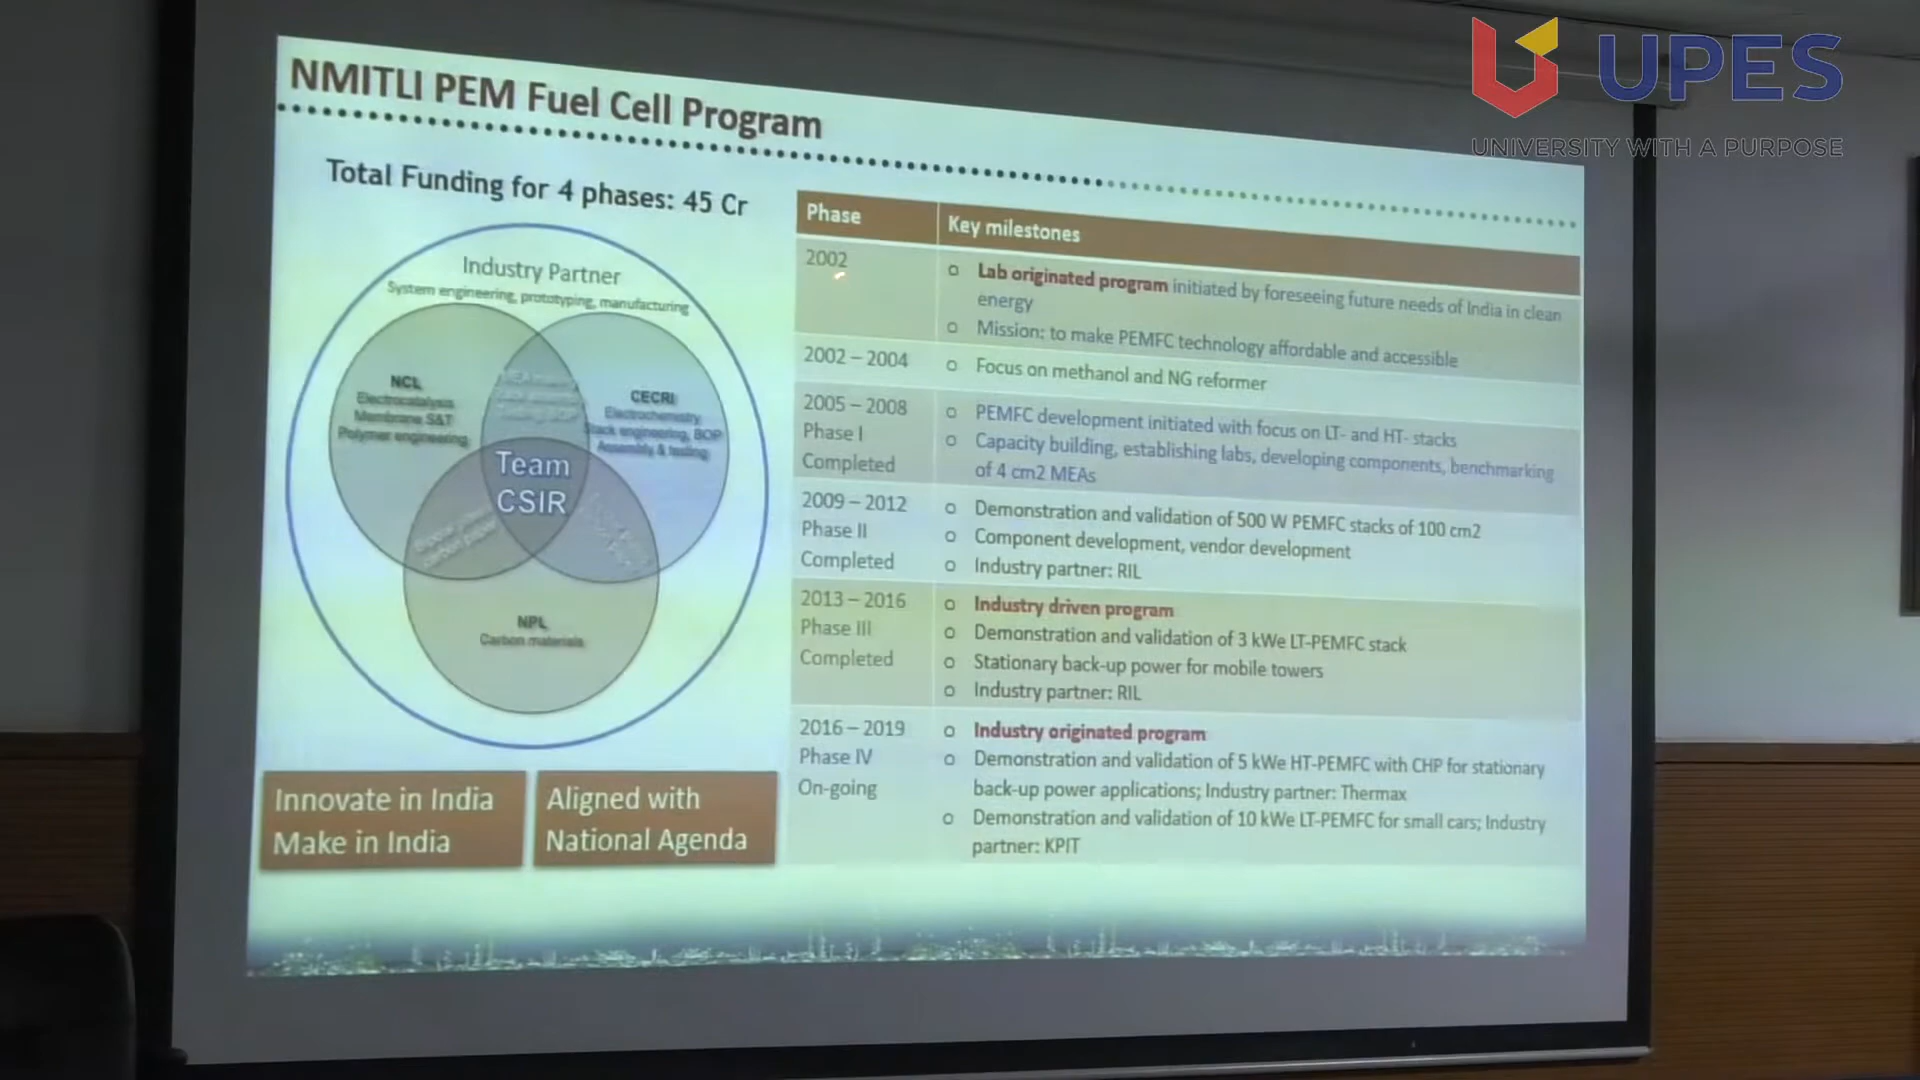 UPES
UNIVERSITY WITH A PURPOSE
NMITLI PEM Fuel Cell Program
Total Funding for 4 phases: 45 Cr
Industry Partner
System engineering, prototyping, manufacturing
NCL
Electrocatalysis
Membrane S&T
Polymer engineering
CECRI
Electrochemistry
Stack engineering, BOP
Assembly & testing
Team
CSIR
NPL
Carbon materials
Innovate in India
Make in India
Aligned with
National Agenda
Phase
Key milestones
2002
o Lab originated program initiated by foreseeing future needs of India in clean
energy
o Mission: to make PEMFC technology affordable and accessible
2002 – 2004
o Focus on methanol and NG reformer
2005 – 2008
Phase I
Completed
o PEMFC development initiated with focus on LT- and HT- stacks
o Capacity building, establishing labs, developing components, benchmarking
of 4 cm2 MEAs
2009 – 2012
Phase II
Completed
o Demonstration and validation of 500 W PEMFC stacks of 100 cm2
o Component development, vendor development
o Industry partner: RIL
2013 – 2016
Phase III
Completed
o Industry driven program
o Demonstration and validation of 3 kWe LT-PEMFC stack
o Stationary back-up power for mobile towers
o Industry partner: RIL
2016 – 2019
Phase IV
On-going
o Industry originated program
o Demonstration and validation of 5 kWe HT-PEMFC with CHP for stationary
back-up power applications; Industry partner: Thermax
o Demonstration and validation of 10 kWe LT-PEMFC for small cars; Industry
partner: KPIT